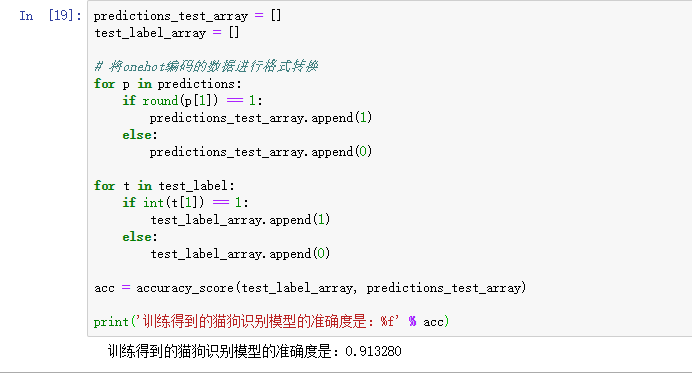 In [19]:
predictions_test_array = []
test_label_array = []
# 将onehot编码的数据进行格式转换
for p in predictions:
    if round(p[1]) == 1:
        predictions_test_array.append(1)
    else:
        predictions_test_array.append(0)
for t in test_label:
    if int(t[1]) == 1:
        test_label_array.append(1)
    else:
        test_label_array.append(0)
acc = accuracy_score(test_label_array, predictions_test_array)
print('训练得到的猫狗识别模型的准确度是：%f' % acc)
训练得到的猫狗识别模型的准确度是：0.913280